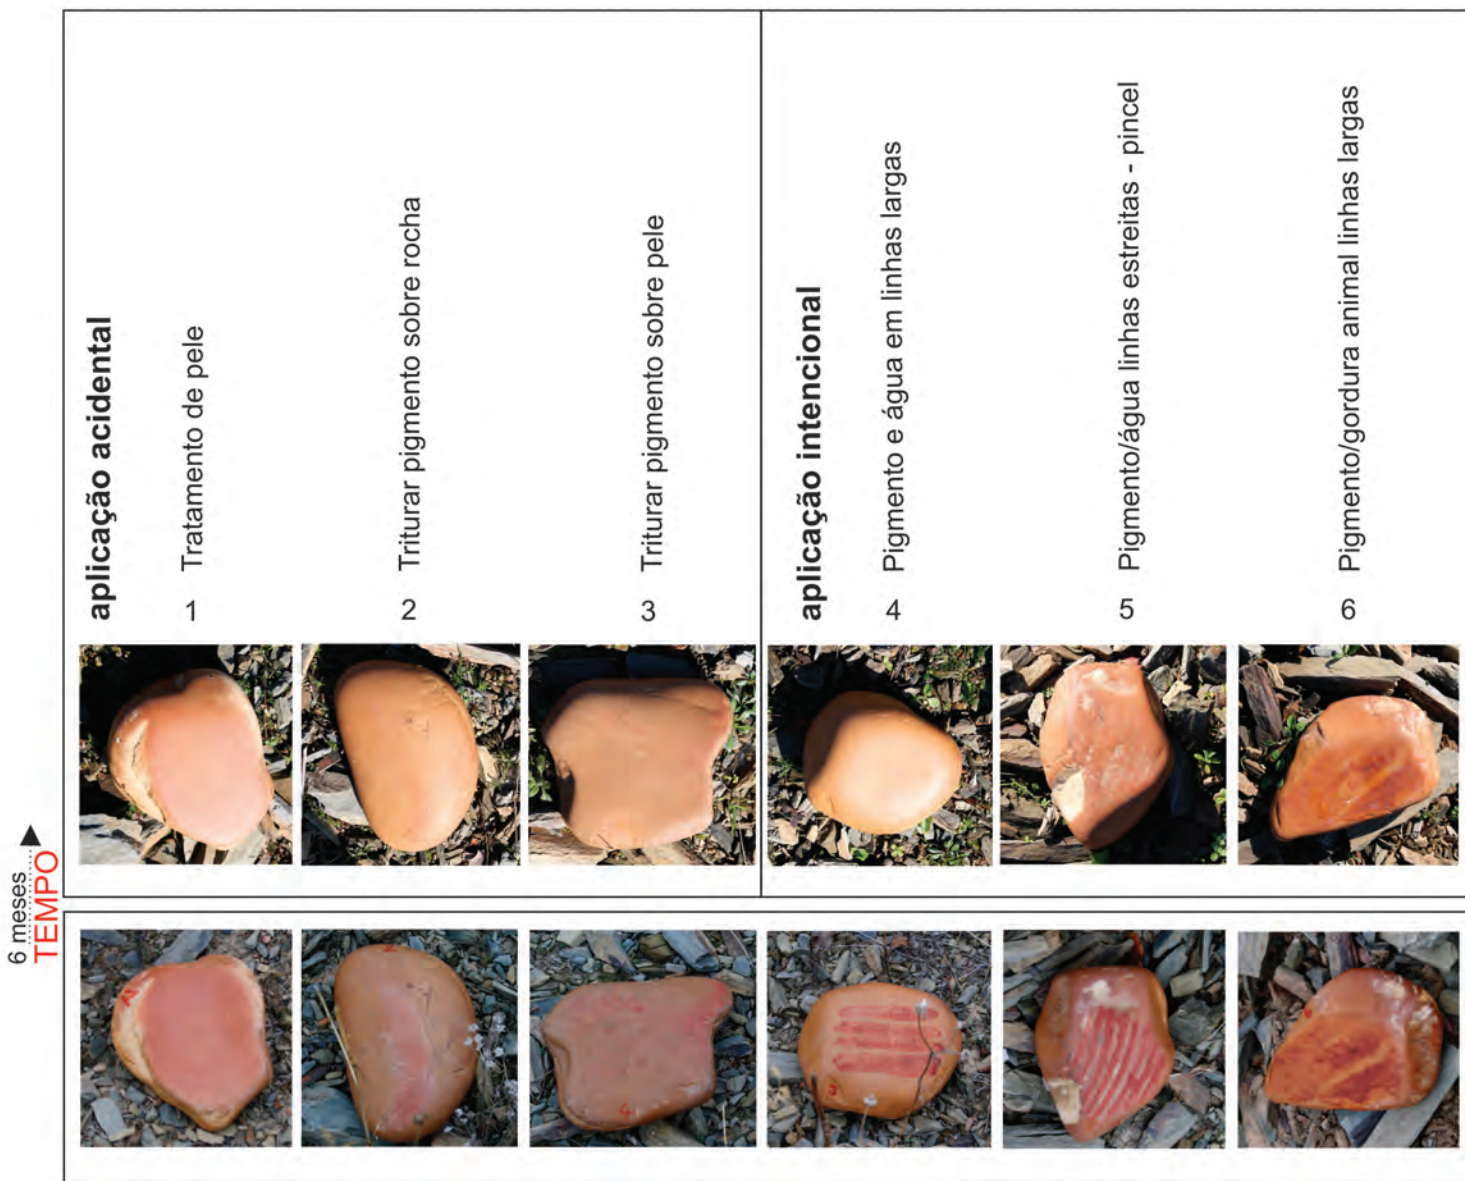 6 meses
TEMPO
aplicação acidental
1 Tratamento de pele
2 Triturar pigmento sobre rocha
3 Triturar pigmento sobre pele
aplicação intencional
4 Pigmento e água em linhas largas
5 Pigmento/água linhas estreitas - pincel
6 Pigmento/gordura animal linhas largas